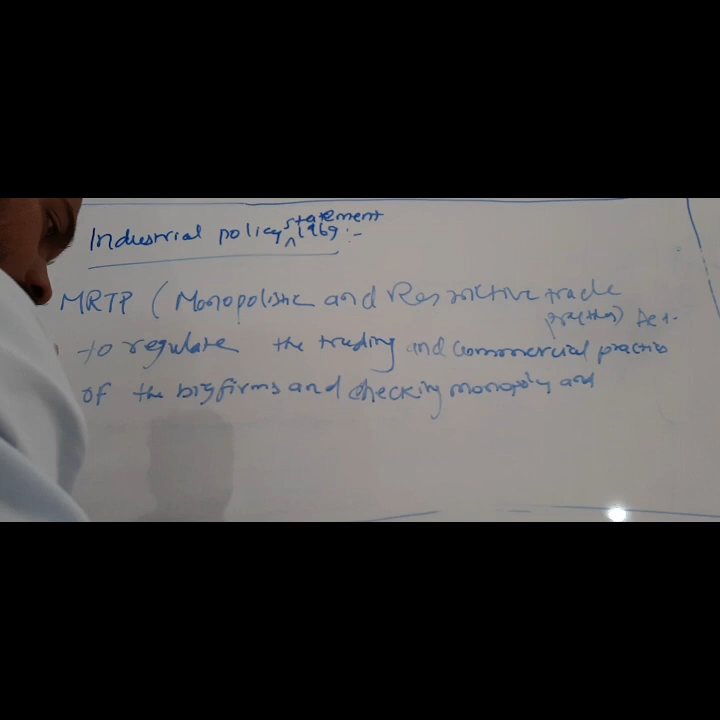 Industrial policy statement 1969 :-
MRTP (Monopolistic and Restrictive trade practices) Act.
to regulate the trading and commercial practices
of the big firms and checking monopoly and